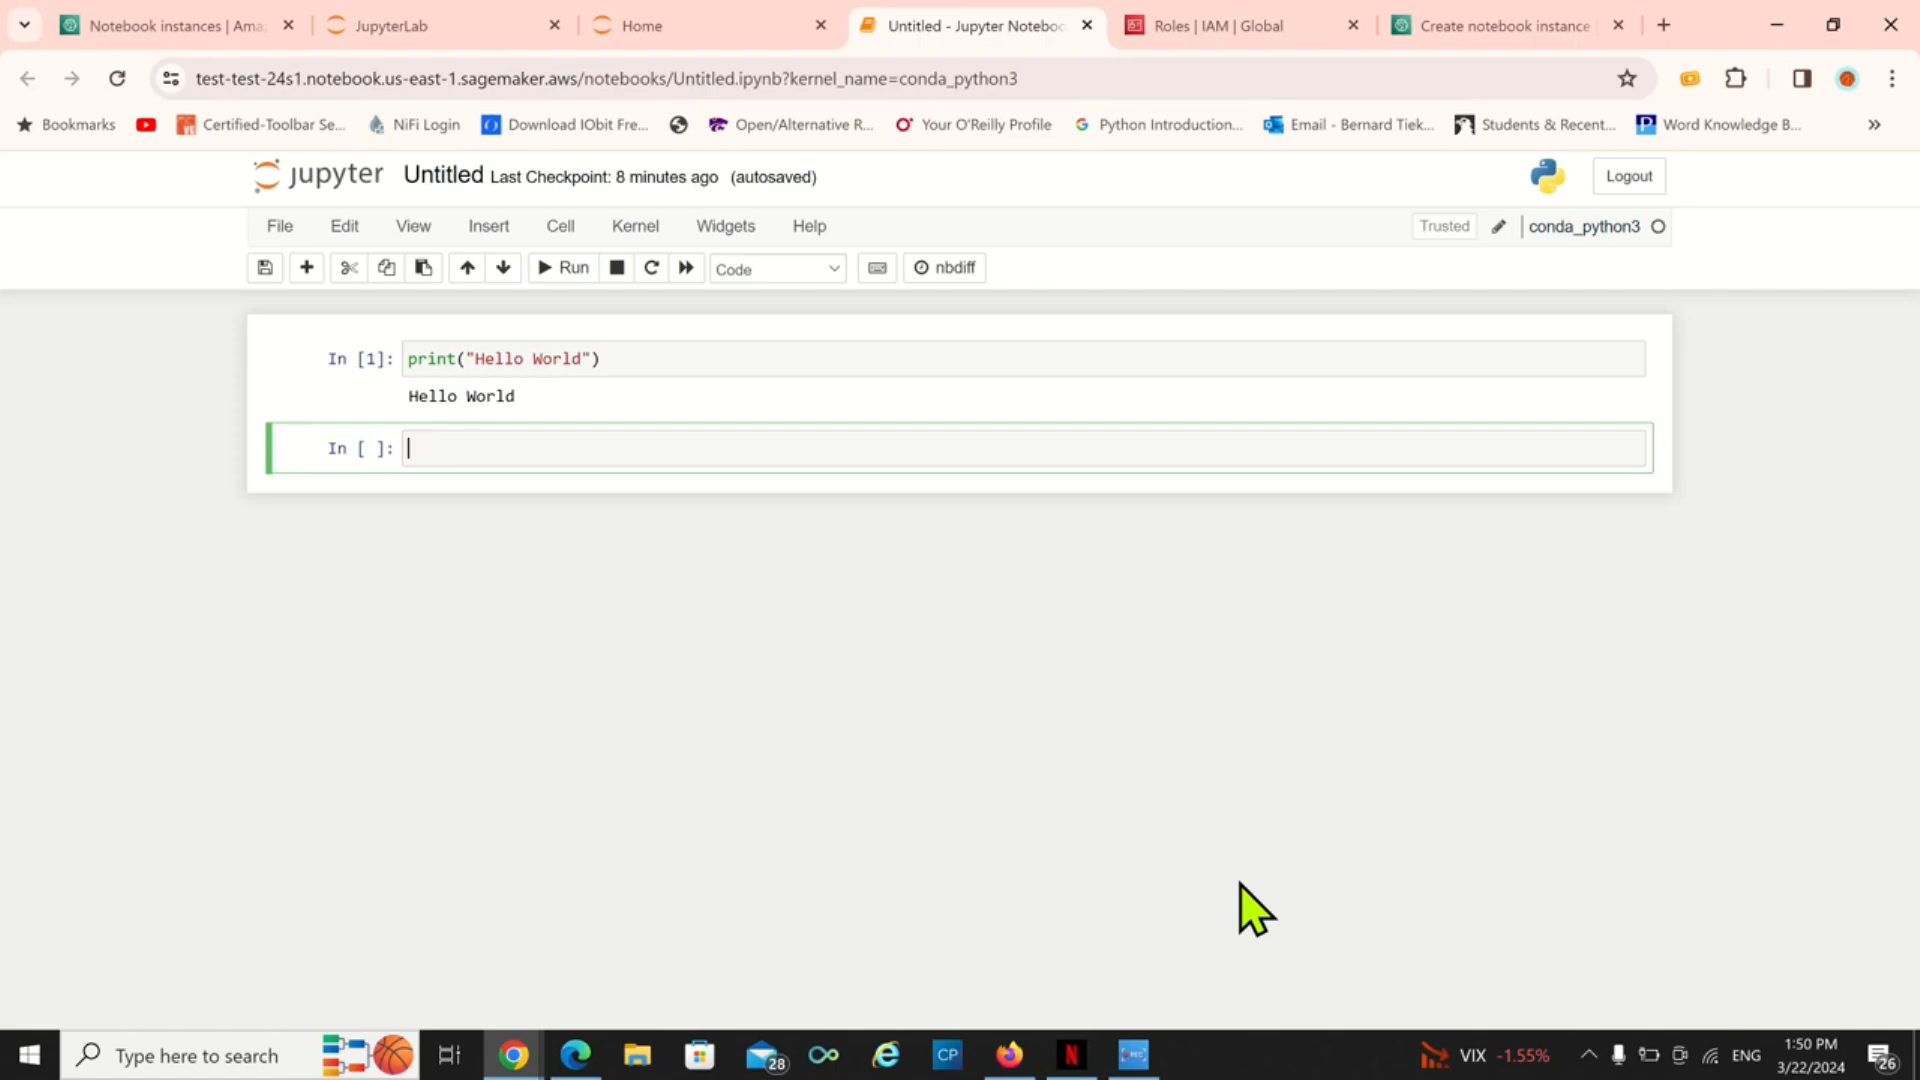 Notebook instances | Ama
JupyterLab
Home
Untitled - Jupyter Noteboo
Roles | IAM | Global
Create notebook instance
test-test-24s1.notebook.us-east-1.sagemaker.aws/notebooks/Untitled.ipynb?kernel_name=conda_python3
Bookmarks
Certified-Toolbar Se...
NiFi Login
Download IObit Fre...
Open/Alternative R...
Your O'Reilly Profile
Python Introduction...
Email - Bernard Tiek...
Students & Recent...
Word Knowledge B...
»
jupyter Untitled Last Checkpoint: 8 minutes ago (autosaved)
Logout
File Edit View Insert Cell Kernel Widgets Help
Trusted
conda_python3
Run
Code
nbdiff
In [1]: print("Hello World")
Hello World
In [ ]:
Type here to search
28
CP
REC
VIX -1.55%
ENG
1:50 PM
3/22/2024
26